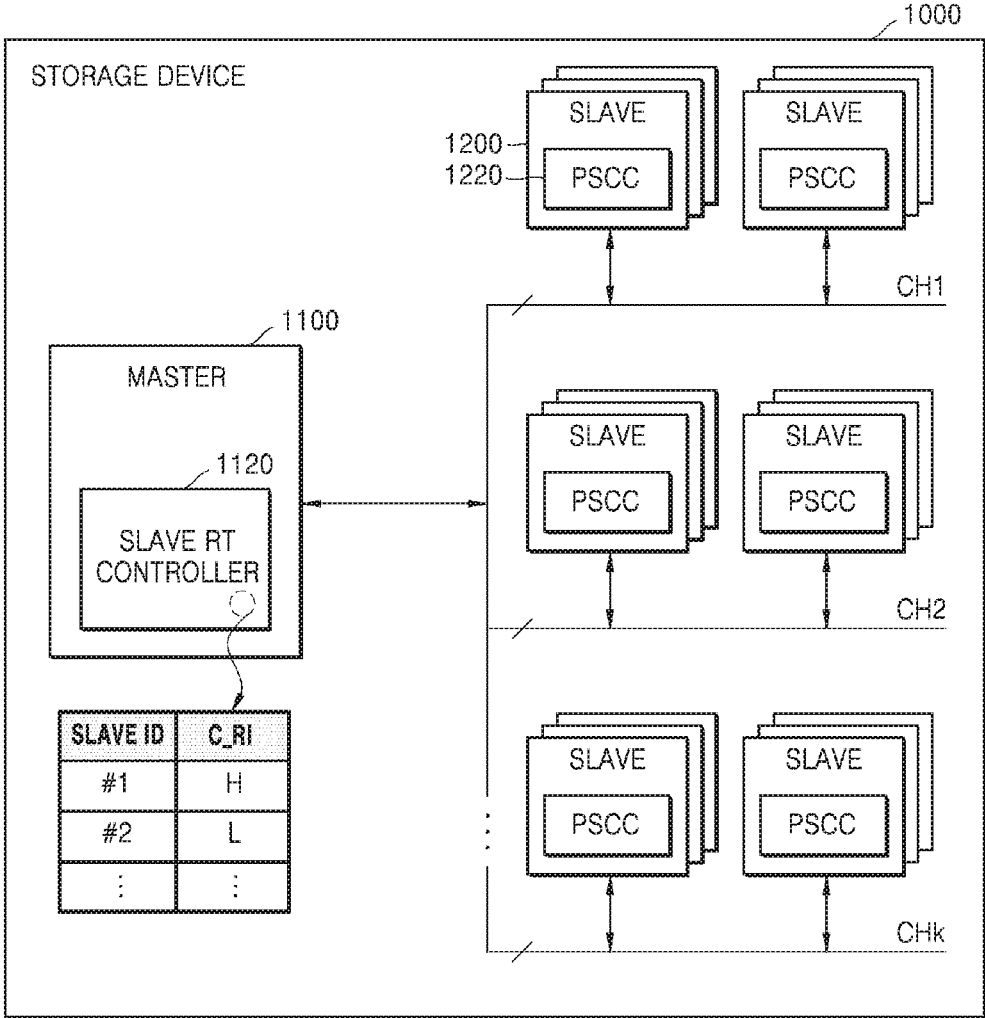 1000
STORAGE DEVICE
SLAVE
SLAVE
1200
1220
PSCC
PSCC
CH1
1100
MASTER
1120
SLAVE RT
CONTROLLER
SLAVE
SLAVE
PSCC
PSCC
CH2
SLAVE ID C_RI
#1 H
#2 L
⋮ ⋮
SLAVE
SLAVE
⋮
PSCC
PSCC
CHk